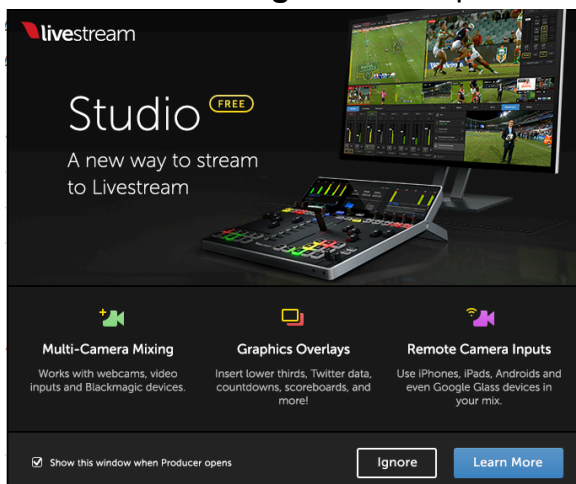 livestream
Studio FREE
A new way to stream
to Livestream
Multi-Camera Mixing
Works with webcams, video
inputs and Blackmagic devices.
Graphics Overlays
Insert lower thirds, Twitter data,
countdowns, scoreboards, and
more!
Remote Camera Inputs
Use iPhones, iPads, Androids and
even Google Glass devices in
your mix.
Show this window when Producer opens
Ignore
Learn More